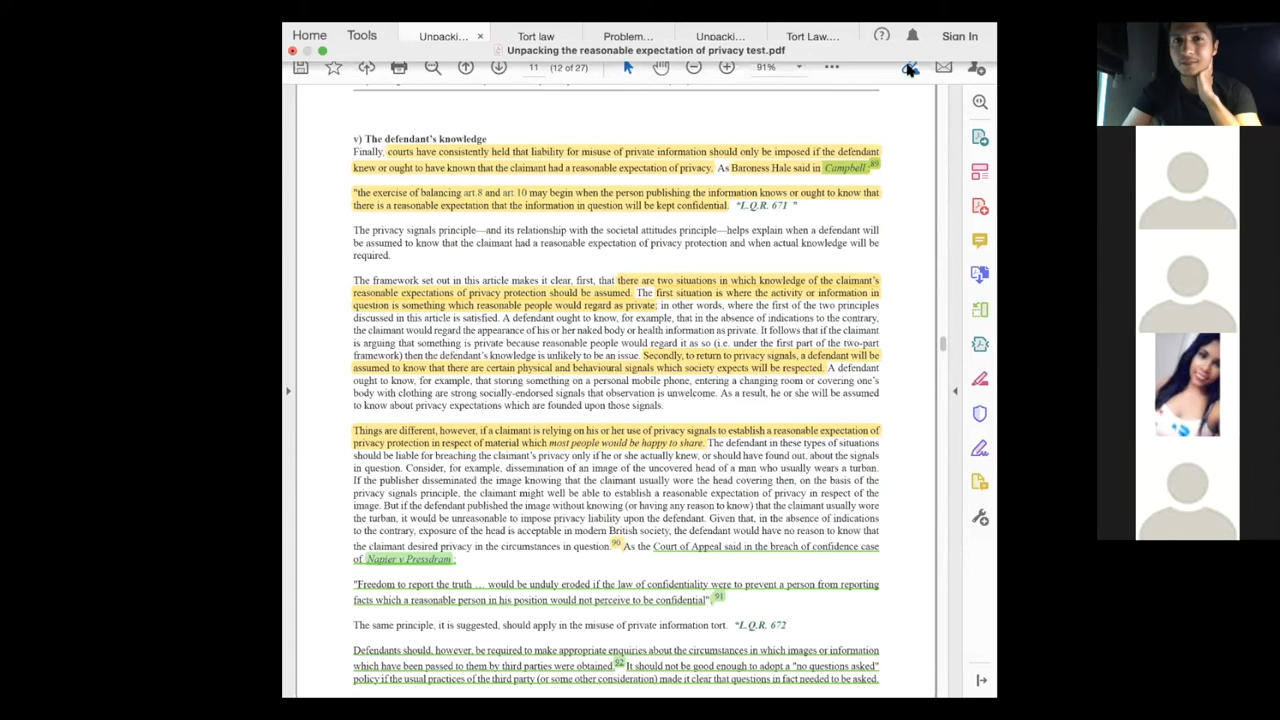 Home Tools Unpacki... × Tort law Problem... Unpacki... Tort Law.... Sign In
Unpacking the reasonable expectation of privacy test.pdf
11 (12 of 27) 91%
v) The defendant's knowledge
Finally, courts have consistently held that liability for misuse of private information should only be imposed if the defendant
knew or ought to have known that the claimant had a reasonable expectation of privacy. As Baroness Hale said in Campbell:89
"the exercise of balancing art.8 and art.10 may begin when the person publishing the information knows or ought to know that
there is a reasonable expectation that the information in question will be kept confidential. *L.Q.R. 671 "
The privacy signals principle—and its relationship with the societal attitudes principle—helps explain when a defendant will
be assumed to know that the claimant had a reasonable expectation of privacy protection and when actual knowledge will be
required.
The framework set out in this article makes it clear, first, that there are two situations in which knowledge of the claimant's
reasonable expectations of privacy protection should be assumed. The first situation is where the activity or information in
question is something which reasonable people would regard as private; in other words, where the first of the two principles
discussed in this article is satisfied. A defendant ought to know, for example, that in the absence of indications to the contrary,
the claimant would regard the appearance of his or her naked body or health information as private. It follows that if the claimant
is arguing that something is private because reasonable people would regard it as so (i.e. under the first part of the two-part
framework) then the defendant's knowledge is unlikely to be an issue. Secondly, to return to privacy signals, a defendant will be
assumed to know that there are certain physical and behavioural signals which society expects will be respected. A defendant
ought to know, for example, that storing something on a personal mobile phone, entering a changing room or covering one's
body with clothing are strong socially-endorsed signals that observation is unwelcome. As a result, he or she will be assumed
to know about privacy expectations which are founded upon those signals.
Things are different, however, if a claimant is relying on his or her use of privacy signals to establish a reasonable expectation of
privacy protection in respect of material which most people would be happy to share. The defendant in these types of situations
should be liable for breaching the claimant's privacy only if he or she actually knew, or should have found out, about the signals
in question. Consider, for example, dissemination of an image of the uncovered head of a man who usually wears a turban.
If the publisher disseminated the image knowing that the claimant usually wore the head covering then, on the basis of the
privacy signals principle, the claimant might well be able to establish a reasonable expectation of privacy in respect of the
image. But if the defendant published the image without knowing (or having any reason to know) that the claimant usually wore
the turban, it would be unreasonable to impose privacy liability upon the defendant. Given that, in the absence of indications
to the contrary, exposure of the head is acceptable in modern British society, the defendant would have no reason to know that
the claimant desired privacy in the circumstances in question.90 As the Court of Appeal said in the breach of confidence case
of Napier v Pressdram:
"Freedom to report the truth … would be unduly eroded if the law of confidentiality were to prevent a person from reporting
facts which a reasonable person in his position would not perceive to be confidential".91
The same principle, it is suggested, should apply in the misuse of private information tort. *L.Q.R. 672
Defendants should, however, be required to make appropriate enquiries about the circumstances in which images or information
which have been passed to them by third parties were obtained.92 It should not be good enough to adopt a "no questions asked"
policy if the usual practices of the third party (or some other consideration) made it clear that questions in fact needed to be asked.